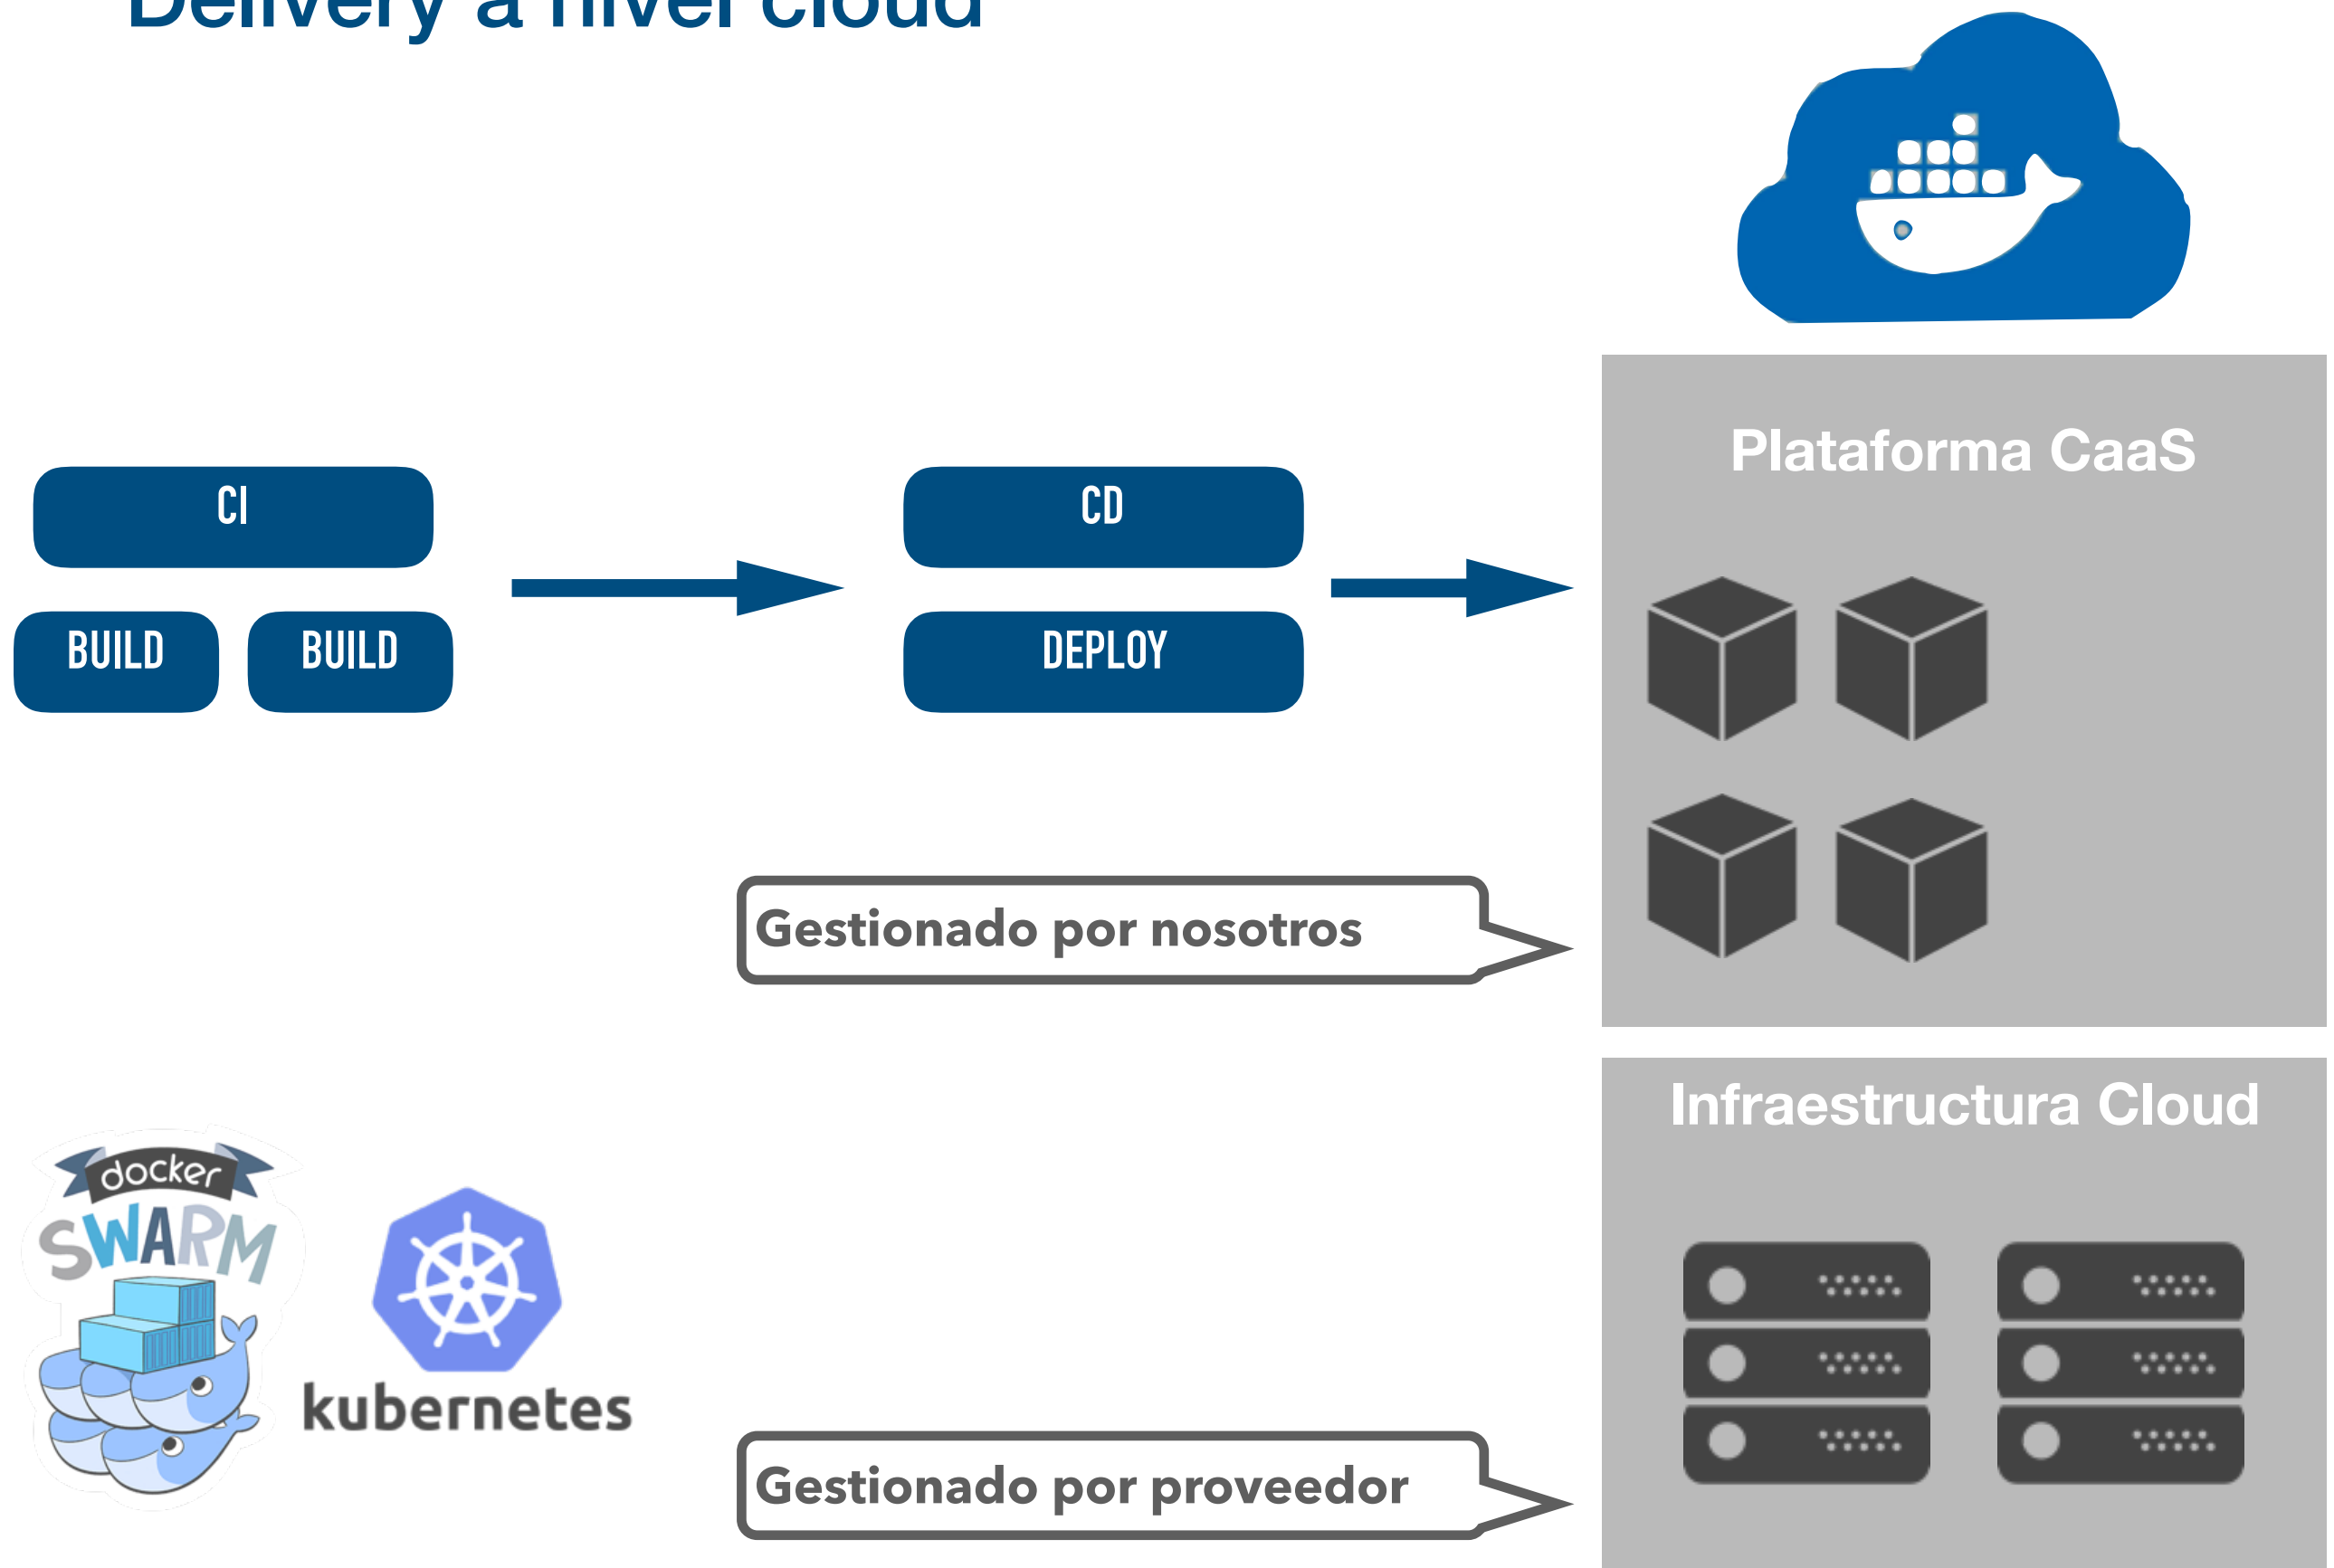 Delivery a nivel cloud
Plataforma CaaS
CI
CD
BUILD
BUILD
DEPLOY
Gestionado por nosotros
Infraestructura Cloud
docker
SWARM
kubernetes
Gestionado por proveedor